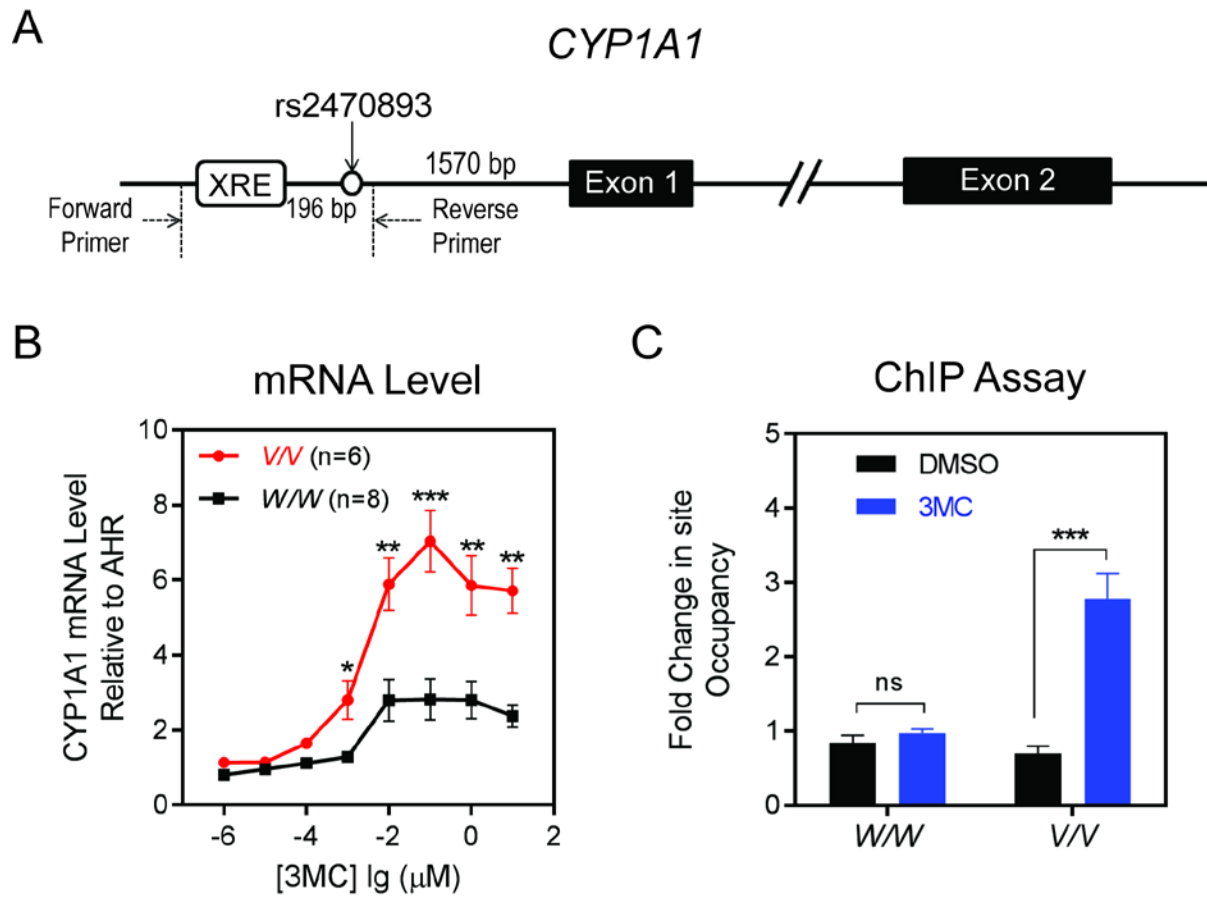 A
CYP1A1
rs2470893
1570 bp
XRE
Exon 1
Exon 2
196 bp
Forward
Primer
Reverse
Primer
B
mRNA Level
CYP1A1 mRNA Level
Relative to AHR
10
8
6
4
2
0
V/V (n=6)
W/W (n=8)
*
**
***
**
**
-6
-4
-2
0
2
[3MC] lg (μM)
C
ChIP Assay
Fold Change in site
Occupancy
5
4
3
2
1
0
DMSO
3MC
ns
***
W/W
V/V